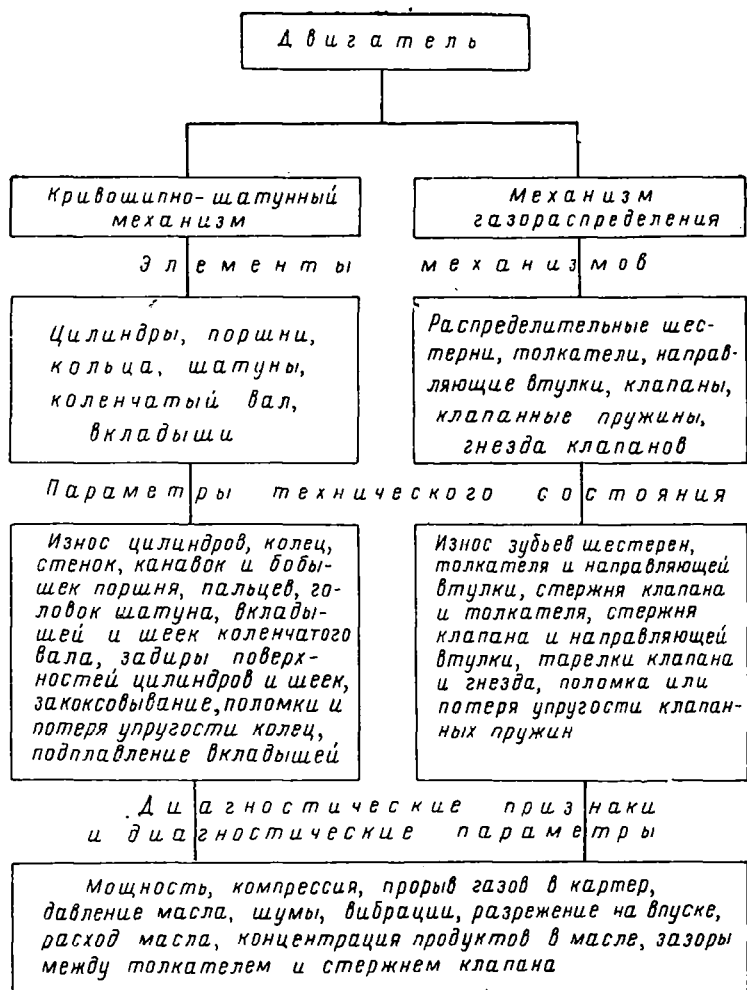 Двигатель
Кривошипно-шатунный
механизм
Механизм
газораспределения
Элементы механизмов
Цилиндры, поршни,
кольца, шатуны,
коленчатый вал,
вкладыши
Распределительные шес-
терни, толкатели, направ-
ляющие втулки, клапаны,
клапанные пружины,
гнезда клапанов
Параметры технического состояния
Износ цилиндров, колец,
стенок, канавок и бобы-
шек поршня, пальцев, го-
ловок шатуна, вклады-
шей и шеек коленчатого
вала, задиры поверх-
ностей цилиндров и шеек,
закоксовывание, поломки и
потеря упругости колец,
подплавление вкладышей
Износ зубьев шестерен,
толкателя и направляющей
втулки, стержня клапана
и толкателя, стержня
клапана и направляющей
втулки, тарелки клапана
и гнезда, поломка или
потеря упругости клапан-
ных пружин
Диагностические признаки
и диагностические параметры
Мощность, компрессия, прорыв газов в картер,
давление масла, шумы, вибрации, разрежение на впуске,
расход масла, концентрация продуктов в масле, зазоры
между толкателем и стержнем клапана